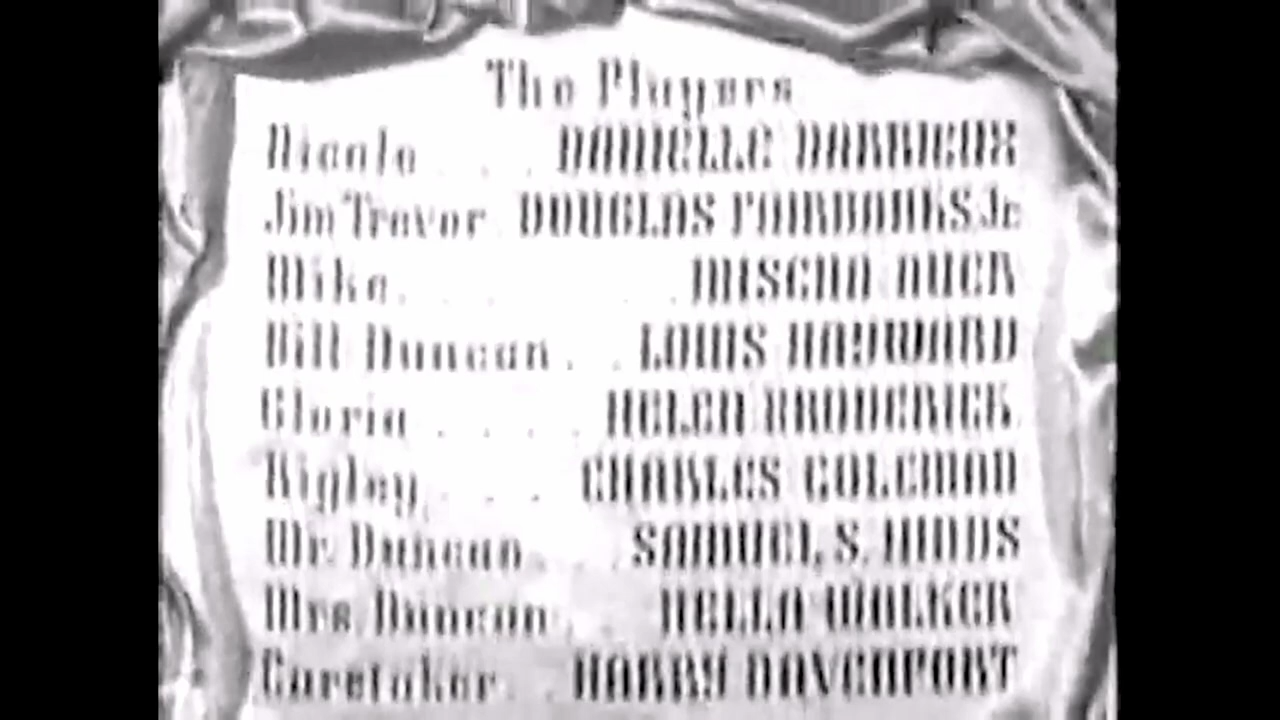 The Players
Nicole . . . DANIELLE DARRIEUX
Jim Trevor DOUGLAS FAIRBANKS Jr.
Mike . . . . . MISCHA AUER
Bill Duncan . . LOUIS HAYWARD
Gloria . . . . HELEN BRODERICK
Rigley . . . CHARLES COLEMAN
Mr. Duncan . . . SAMUEL S. HINDS
Mrs. Duncan . . HELLA WALKER
Caretaker . . HARRY DAVENPORT